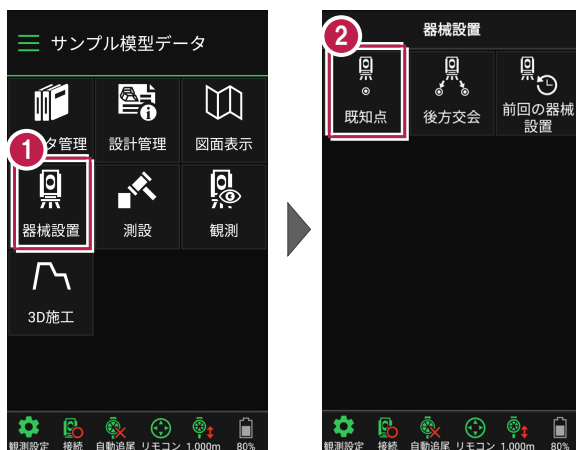 サンプル模型データ
タ管理
設計管理
図面表示
1
器械設置
測設
観測
3D施工
観測設定
接続
自動追尾
リモコン
1.000m
80%
2
器械設置
既知点
後方交会
前回の器械
設置
観測設定
接続
自動追尾
リモコン
1.000m
80%